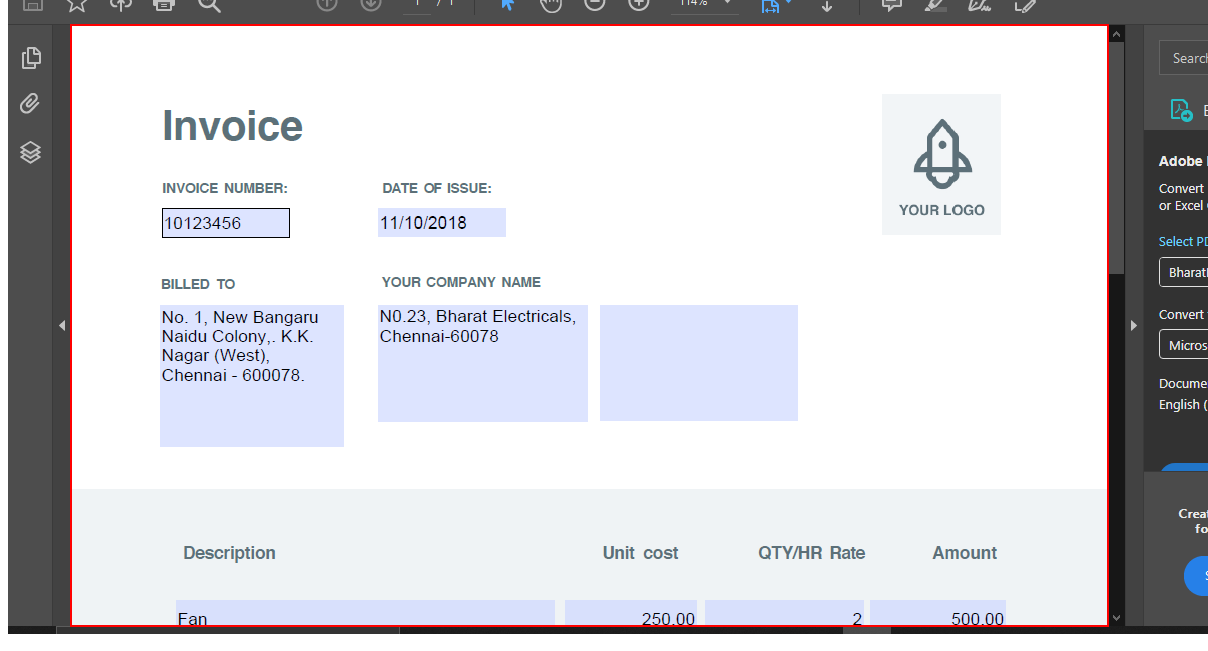 1 / 1
114%
Search
Invoice
YOUR LOGO
INVOICE NUMBER: DATE OF ISSUE:
10123456 11/10/2018
BILLED TO YOUR COMPANY NAME
No. 1, New Bangaru
Naidu Colony,. K.K.
Nagar (West),
Chennai - 600078.
N0.23, Bharat Electricals,
Chennai-60078
Description Unit cost QTY/HR Rate Amount
Fan 250.00 2 500.00
Adobe
Convert
or Excel
Select PD
Bharat
Convert
Micros
Docume
English (
Creat
fo